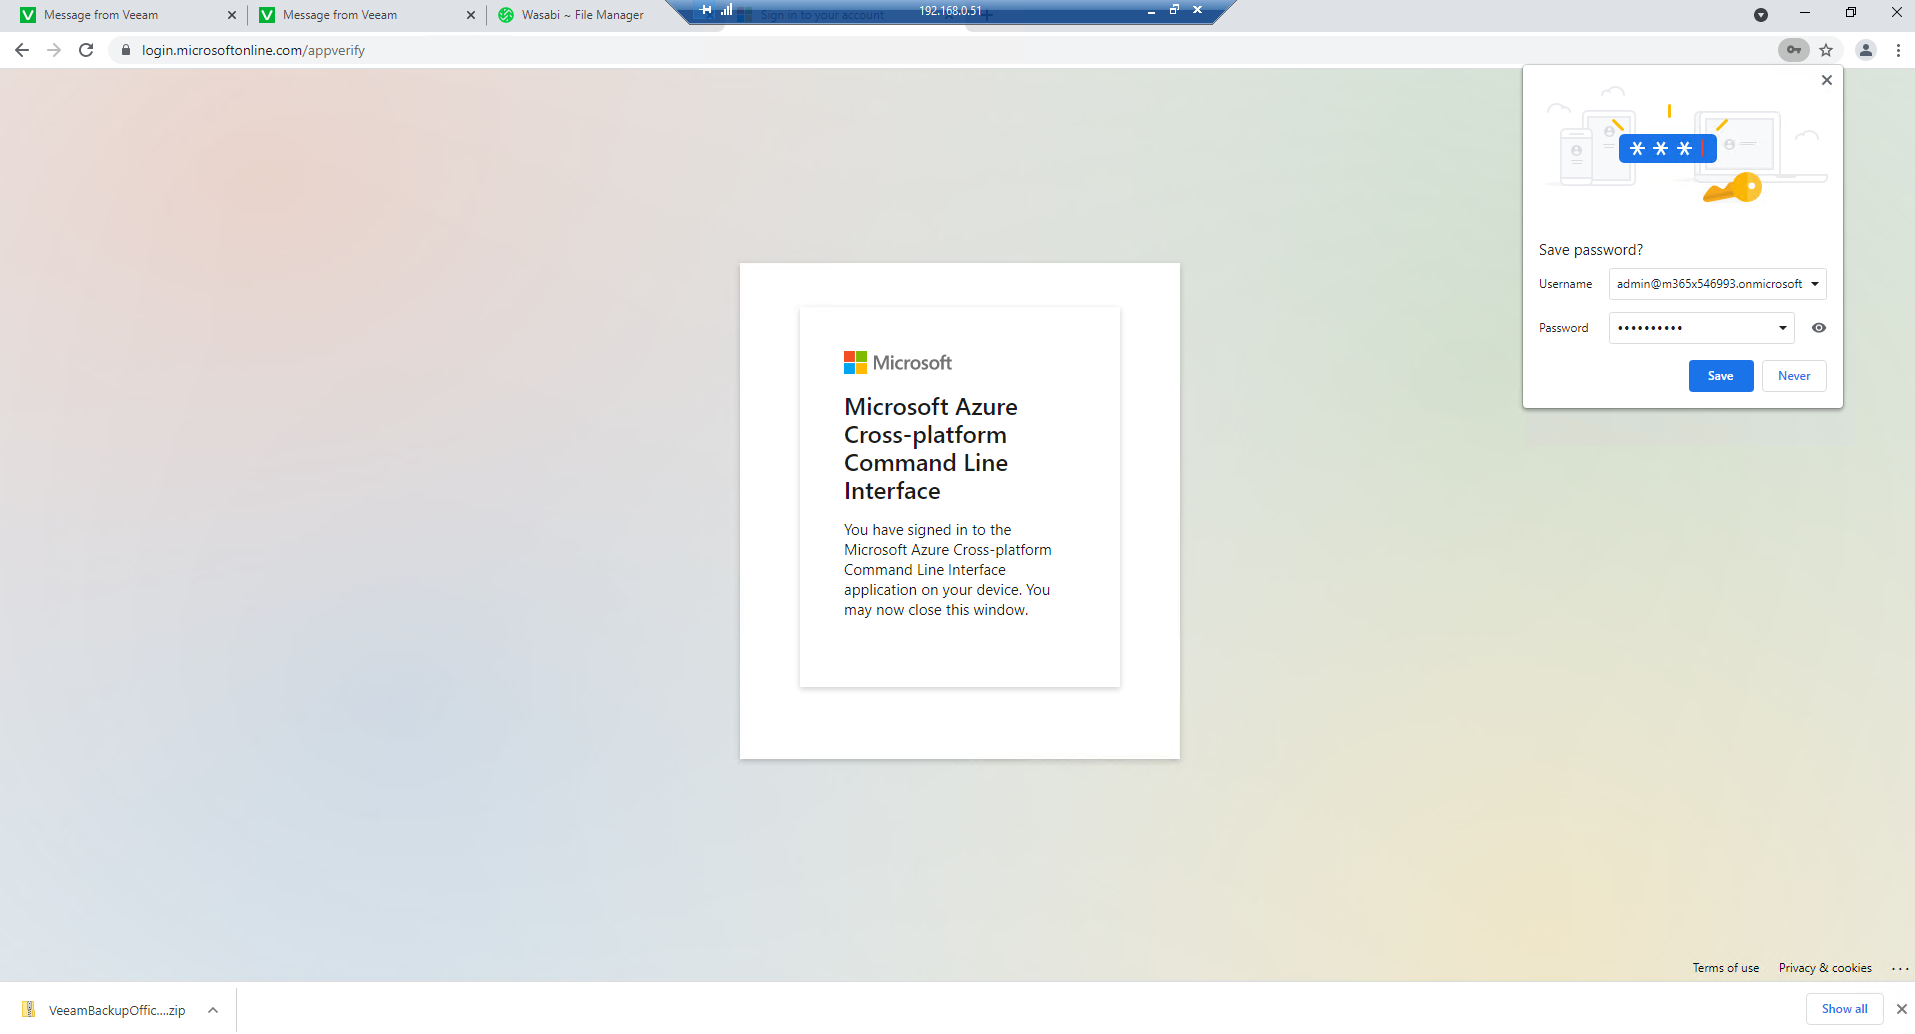 Message from Veeam
Message from Veeam
Wasabi ~ File Manager
Sign in to your account
192.168.0.51
login.microsoftonline.com/appverify
Save password?
Username
admin@m365x546993.onmicrosoft
Password
••••••••••
Save
Never
Microsoft
Microsoft Azure
Cross-platform
Command Line
Interface
You have signed in to the
Microsoft Azure Cross-platform
Command Line Interface
application on your device. You
may now close this window.
Terms of use
Privacy & cookies
VeeamBackupOffic....zip
Show all